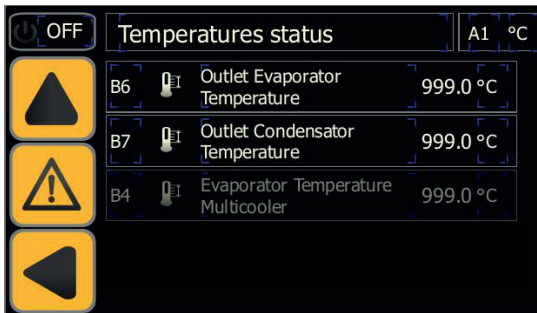 OFF
Temperatures status
A1 °C
B6
Outlet Evaporator
Temperature
999.0 °C
B7
Outlet Condensator
Temperature
999.0 °C
B4
Evaporator Temperature
Multicooler
999.0 °C